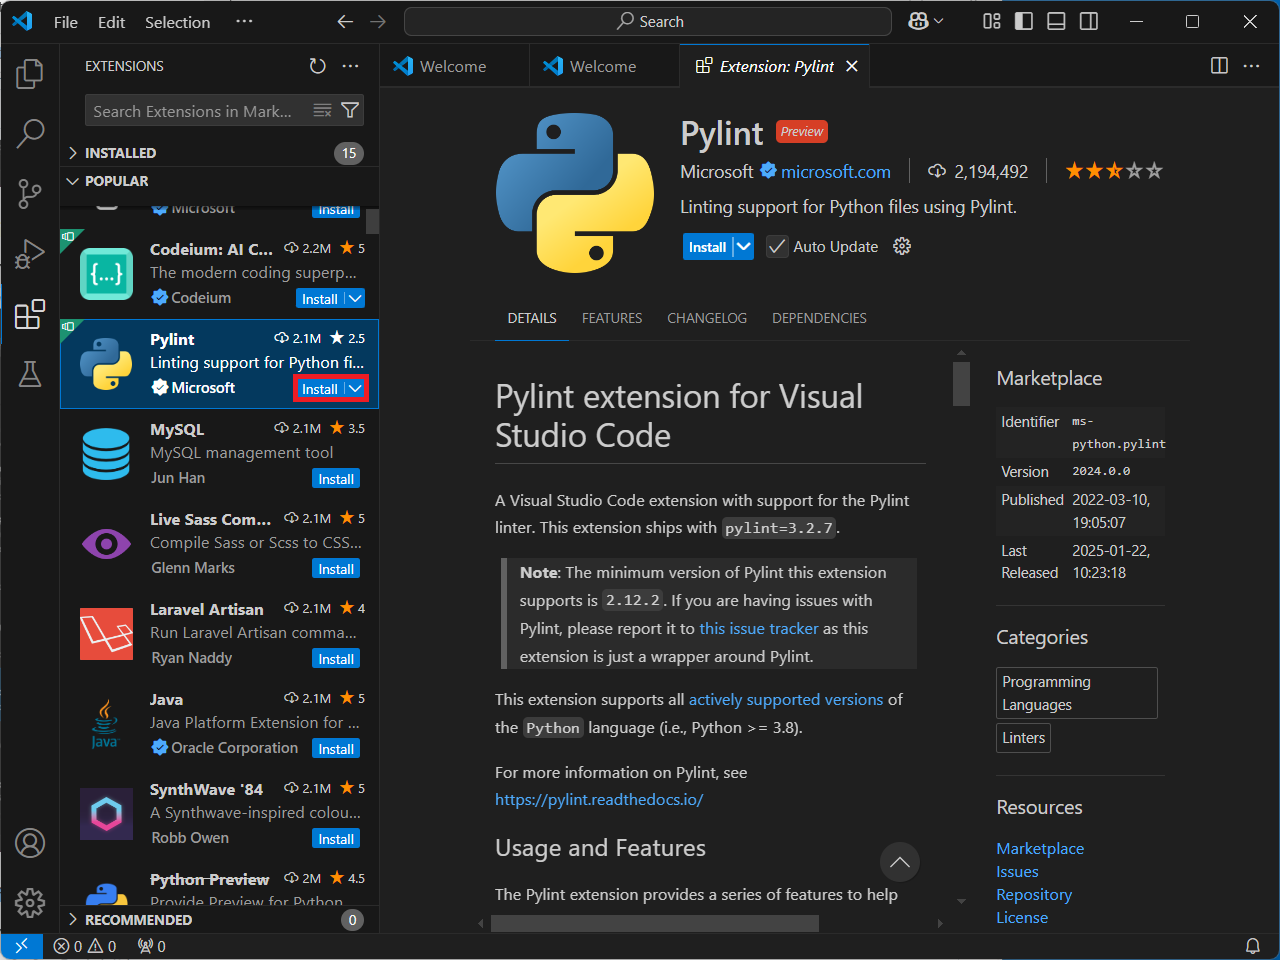 File Edit Selection ··· Search
EXTENSIONS
Welcome
Welcome
Extension: Pylint
Search Extensions in Mark...
INSTALLED 15
POPULAR
Microsoft Install
Codeium: AI C... 2.2M 5
The modern coding superp...
Codeium Install
Pylint 2.1M 2.5
Linting support for Python fi...
Microsoft Install
MySQL 2.1M 3.5
MySQL management tool
Jun Han Install
Live Sass Com... 2.1M 5
Compile Sass or Scss to CSS...
Glenn Marks Install
Laravel Artisan 2.1M 4
Run Laravel Artisan comma...
Ryan Naddy Install
Java 2.1M 5
Java Platform Extension for ...
Oracle Corporation Install
Java
SynthWave '84 2.1M 5
A Synthwave-inspired colou...
Robb Owen Install
Python Preview 2M 4.5
Provide Preview for Python
RECOMMENDED 0
Pylint Preview
Microsoft microsoft.com 2,194,492
Linting support for Python files using Pylint.
Install Auto Update
DETAILS FEATURES CHANGELOG DEPENDENCIES
Pylint extension for Visual
Studio Code
A Visual Studio Code extension with support for the Pylint
linter. This extension ships with pylint=3.2.7.
Note: The minimum version of Pylint this extension
supports is 2.12.2. If you are having issues with
Pylint, please report it to this issue tracker as this
extension is just a wrapper around Pylint.
This extension supports all actively supported versions of
the Python language (i.e., Python >= 3.8).
For more information on Pylint, see
https://pylint.readthedocs.io/
Usage and Features
The Pylint extension provides a series of features to help
Marketplace
Identifier ms-
python.pylint
Version 2024.0.0
Published 2022-03-10,
19:05:07
Last 2025-01-22,
Released 10:23:18
Categories
Programming
Languages
Linters
Resources
Marketplace
Issues
Repository
License
0 0 0